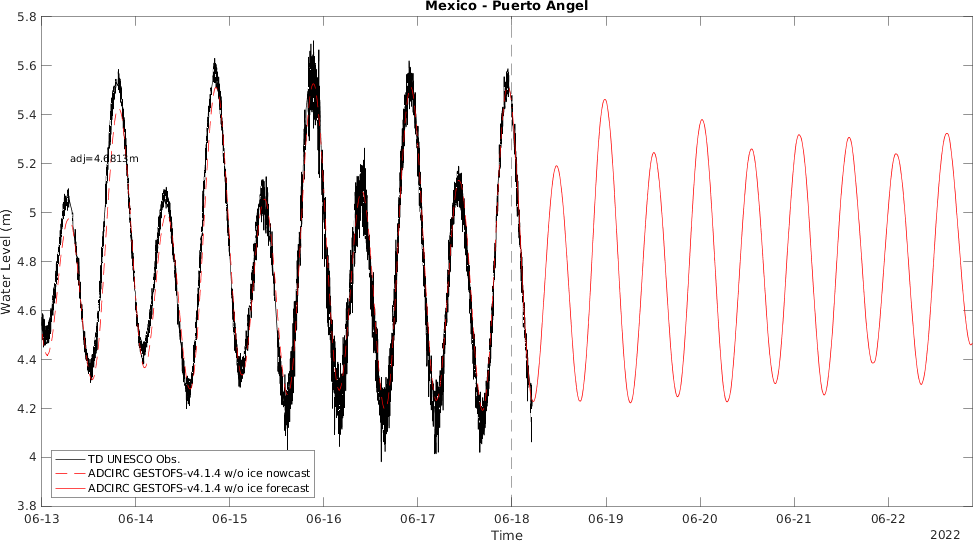 Mexico - Puerto Angel
5.8
5.6
5.4
5.2
5
4.8
4.6
4.4
4.2
4
3.8
Water Level (m)
adj=4.6813m
TD UNESCO Obs.
ADCIRC GESTOFS-v4.1.4 w/o ice nowcast
ADCIRC GESTOFS-v4.1.4 w/o ice forecast
06-13 06-14 06-15 06-16 06-17 06-18 06-19 06-20 06-21 06-22
Time
2022